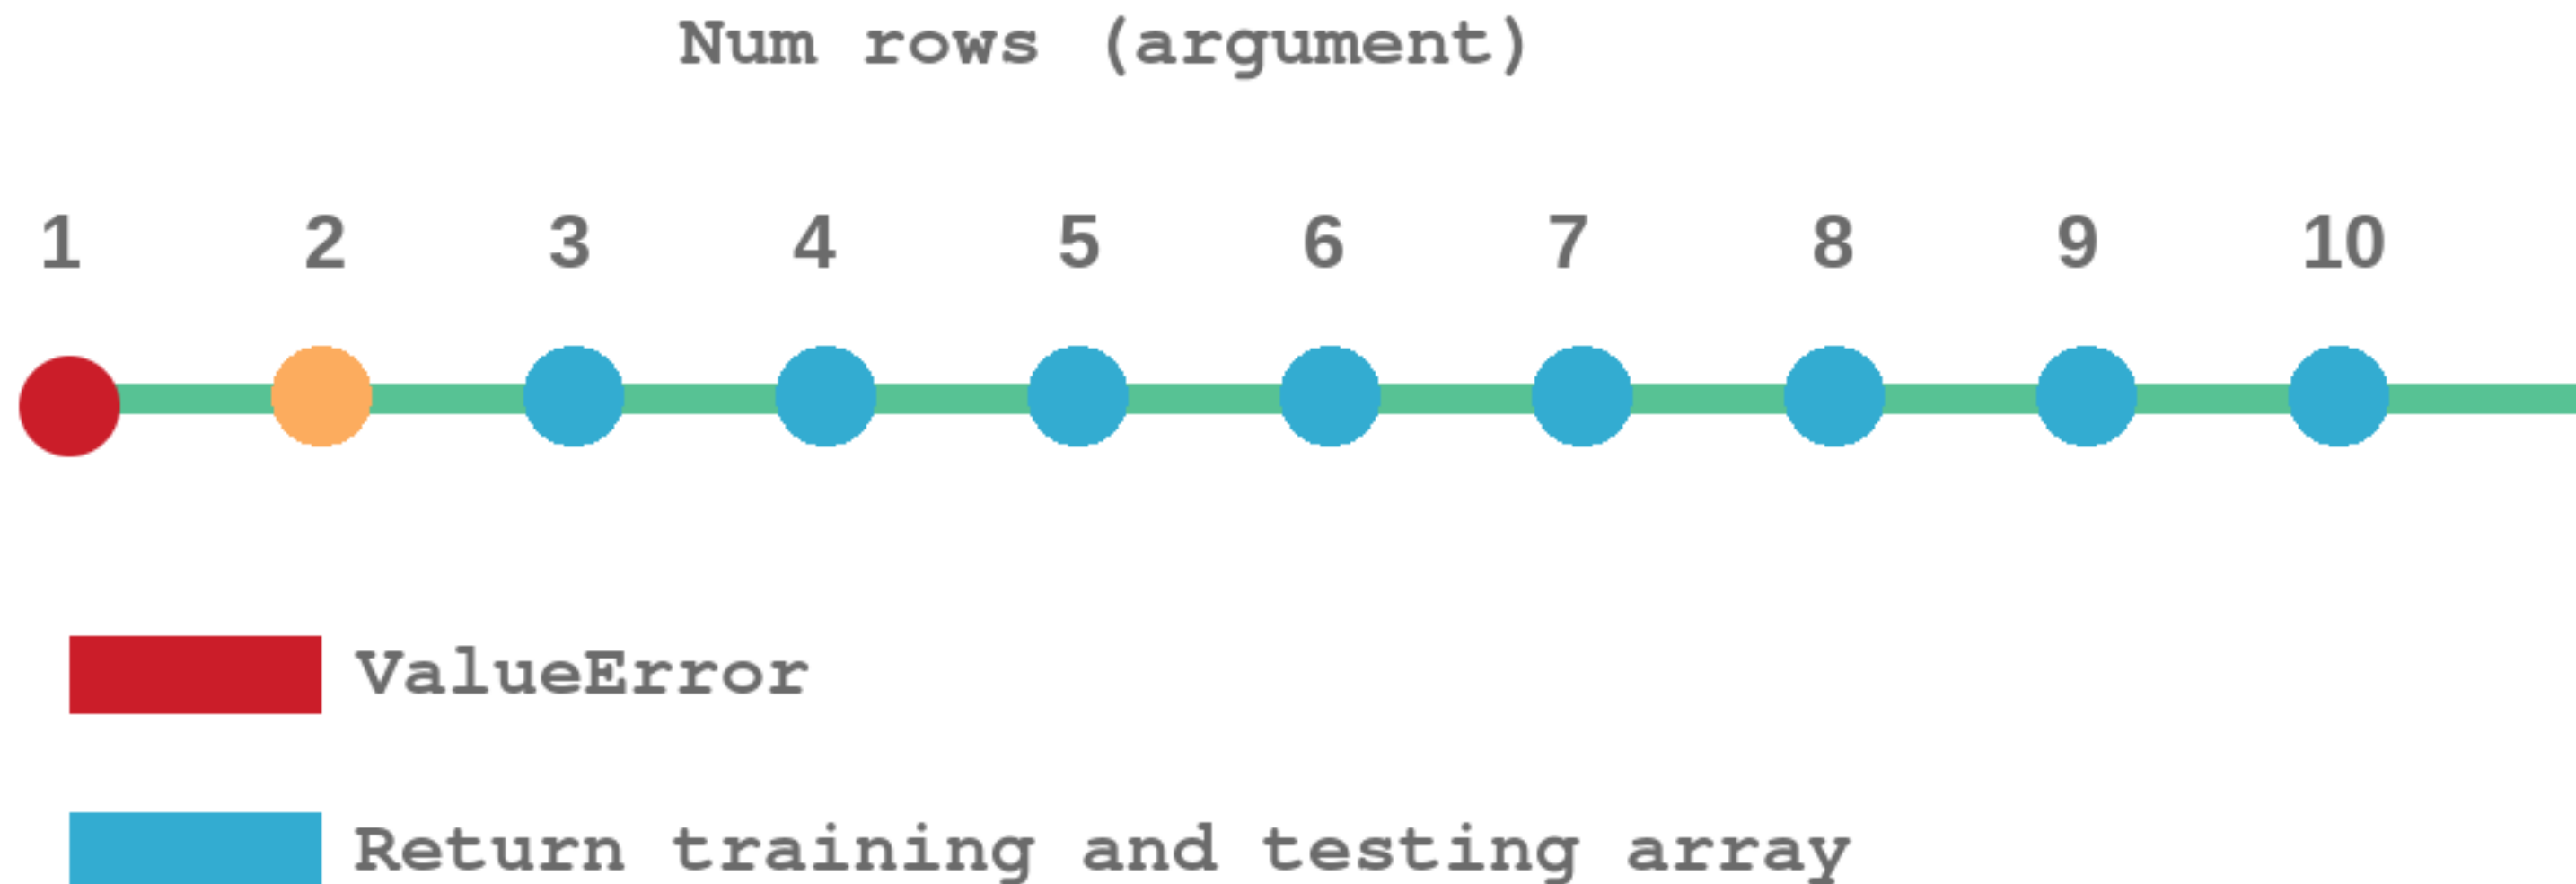 Num rows (argument)
1 2 3 4 5 6 7 8 9 10
ValueError
Return training and testing array